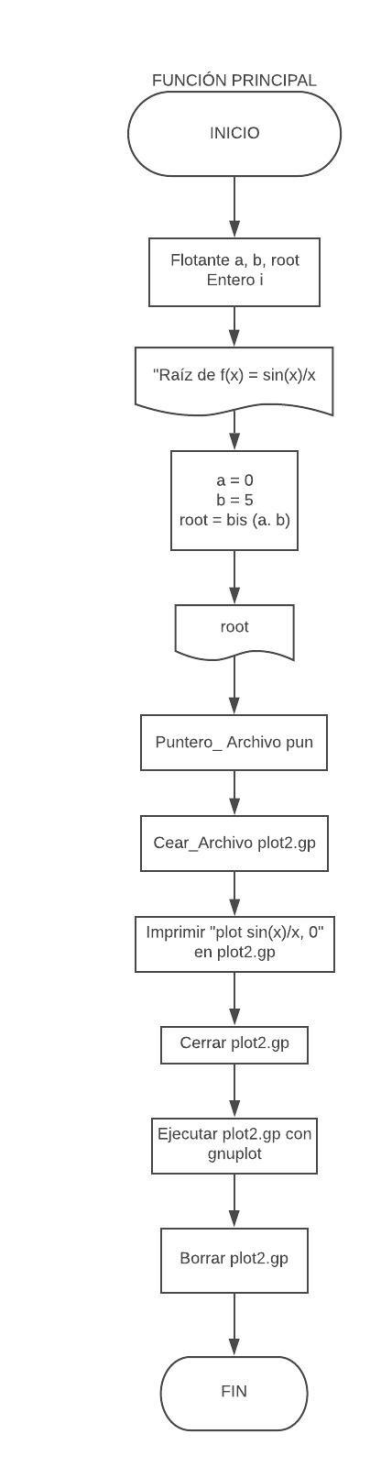 FUNCIÓN PRINCIPAL
INICIO
Flotante a, b, root
Entero i
"Raíz de f(x) = sin(x)/x
a = 0
b = 5
root = bis (a. b)
root
Puntero_ Archivo pun
Cear_Archivo plot2.gp
Imprimir "plot sin(x)/x, 0"
en plot2.gp
Cerrar plot2.gp
Ejecutar plot2.gp con
gnuplot
Borrar plot2.gp
FIN